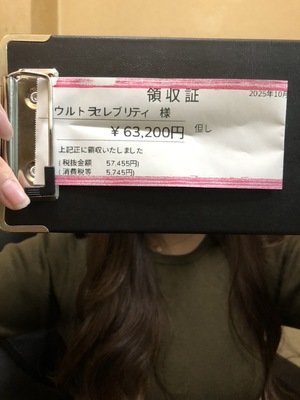 領収証
2025年10月
ウルトラセレブリティ 様
¥63,200円 但し
上記正に領収いたしました
(税抜金額 57,455円)
(消費税等 5,745円)